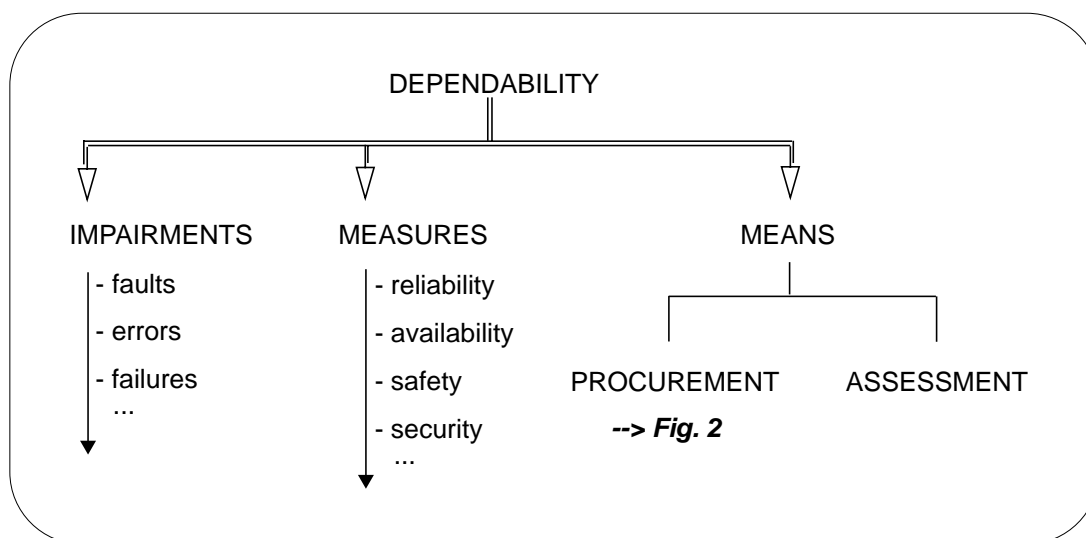 DEPENDABILITY
IMPAIRMENTS
- faults
- errors
- failures
...
MEASURES
- reliability
- availability
- safety
- security
...
MEANS
PROCUREMENT
--> Fig. 2
ASSESSMENT